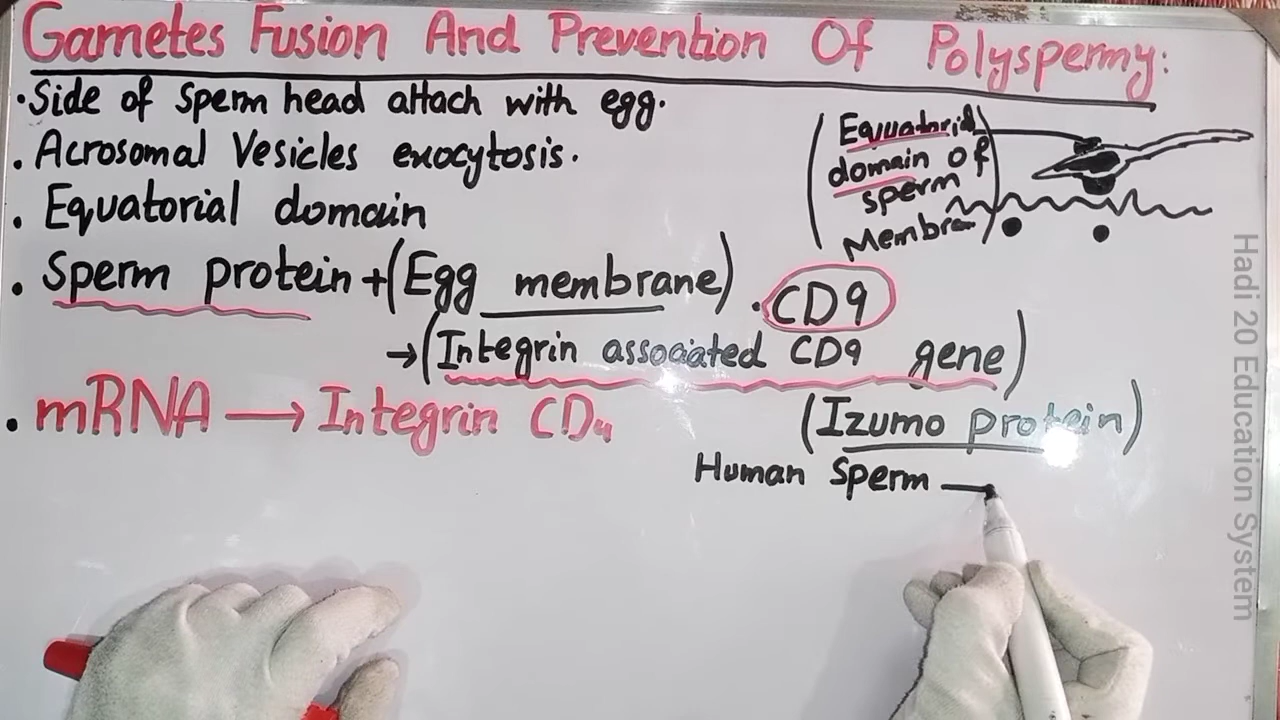 Gametes Fusion And Prevention Of Polyspermy:
·Side of sperm head attach with egg.
. Acrosomal Vesicles exocytosis.
. Equatorial domain
(Equatorial
domain of
sperm
Membran)
. Sperm protein + (Egg membrane) . CD9
→ (Integrin associated CD9 gene)
. mRNA → Integrin CD4
(Izumo protein)
Human Sperm —
Hadi 20 Education System